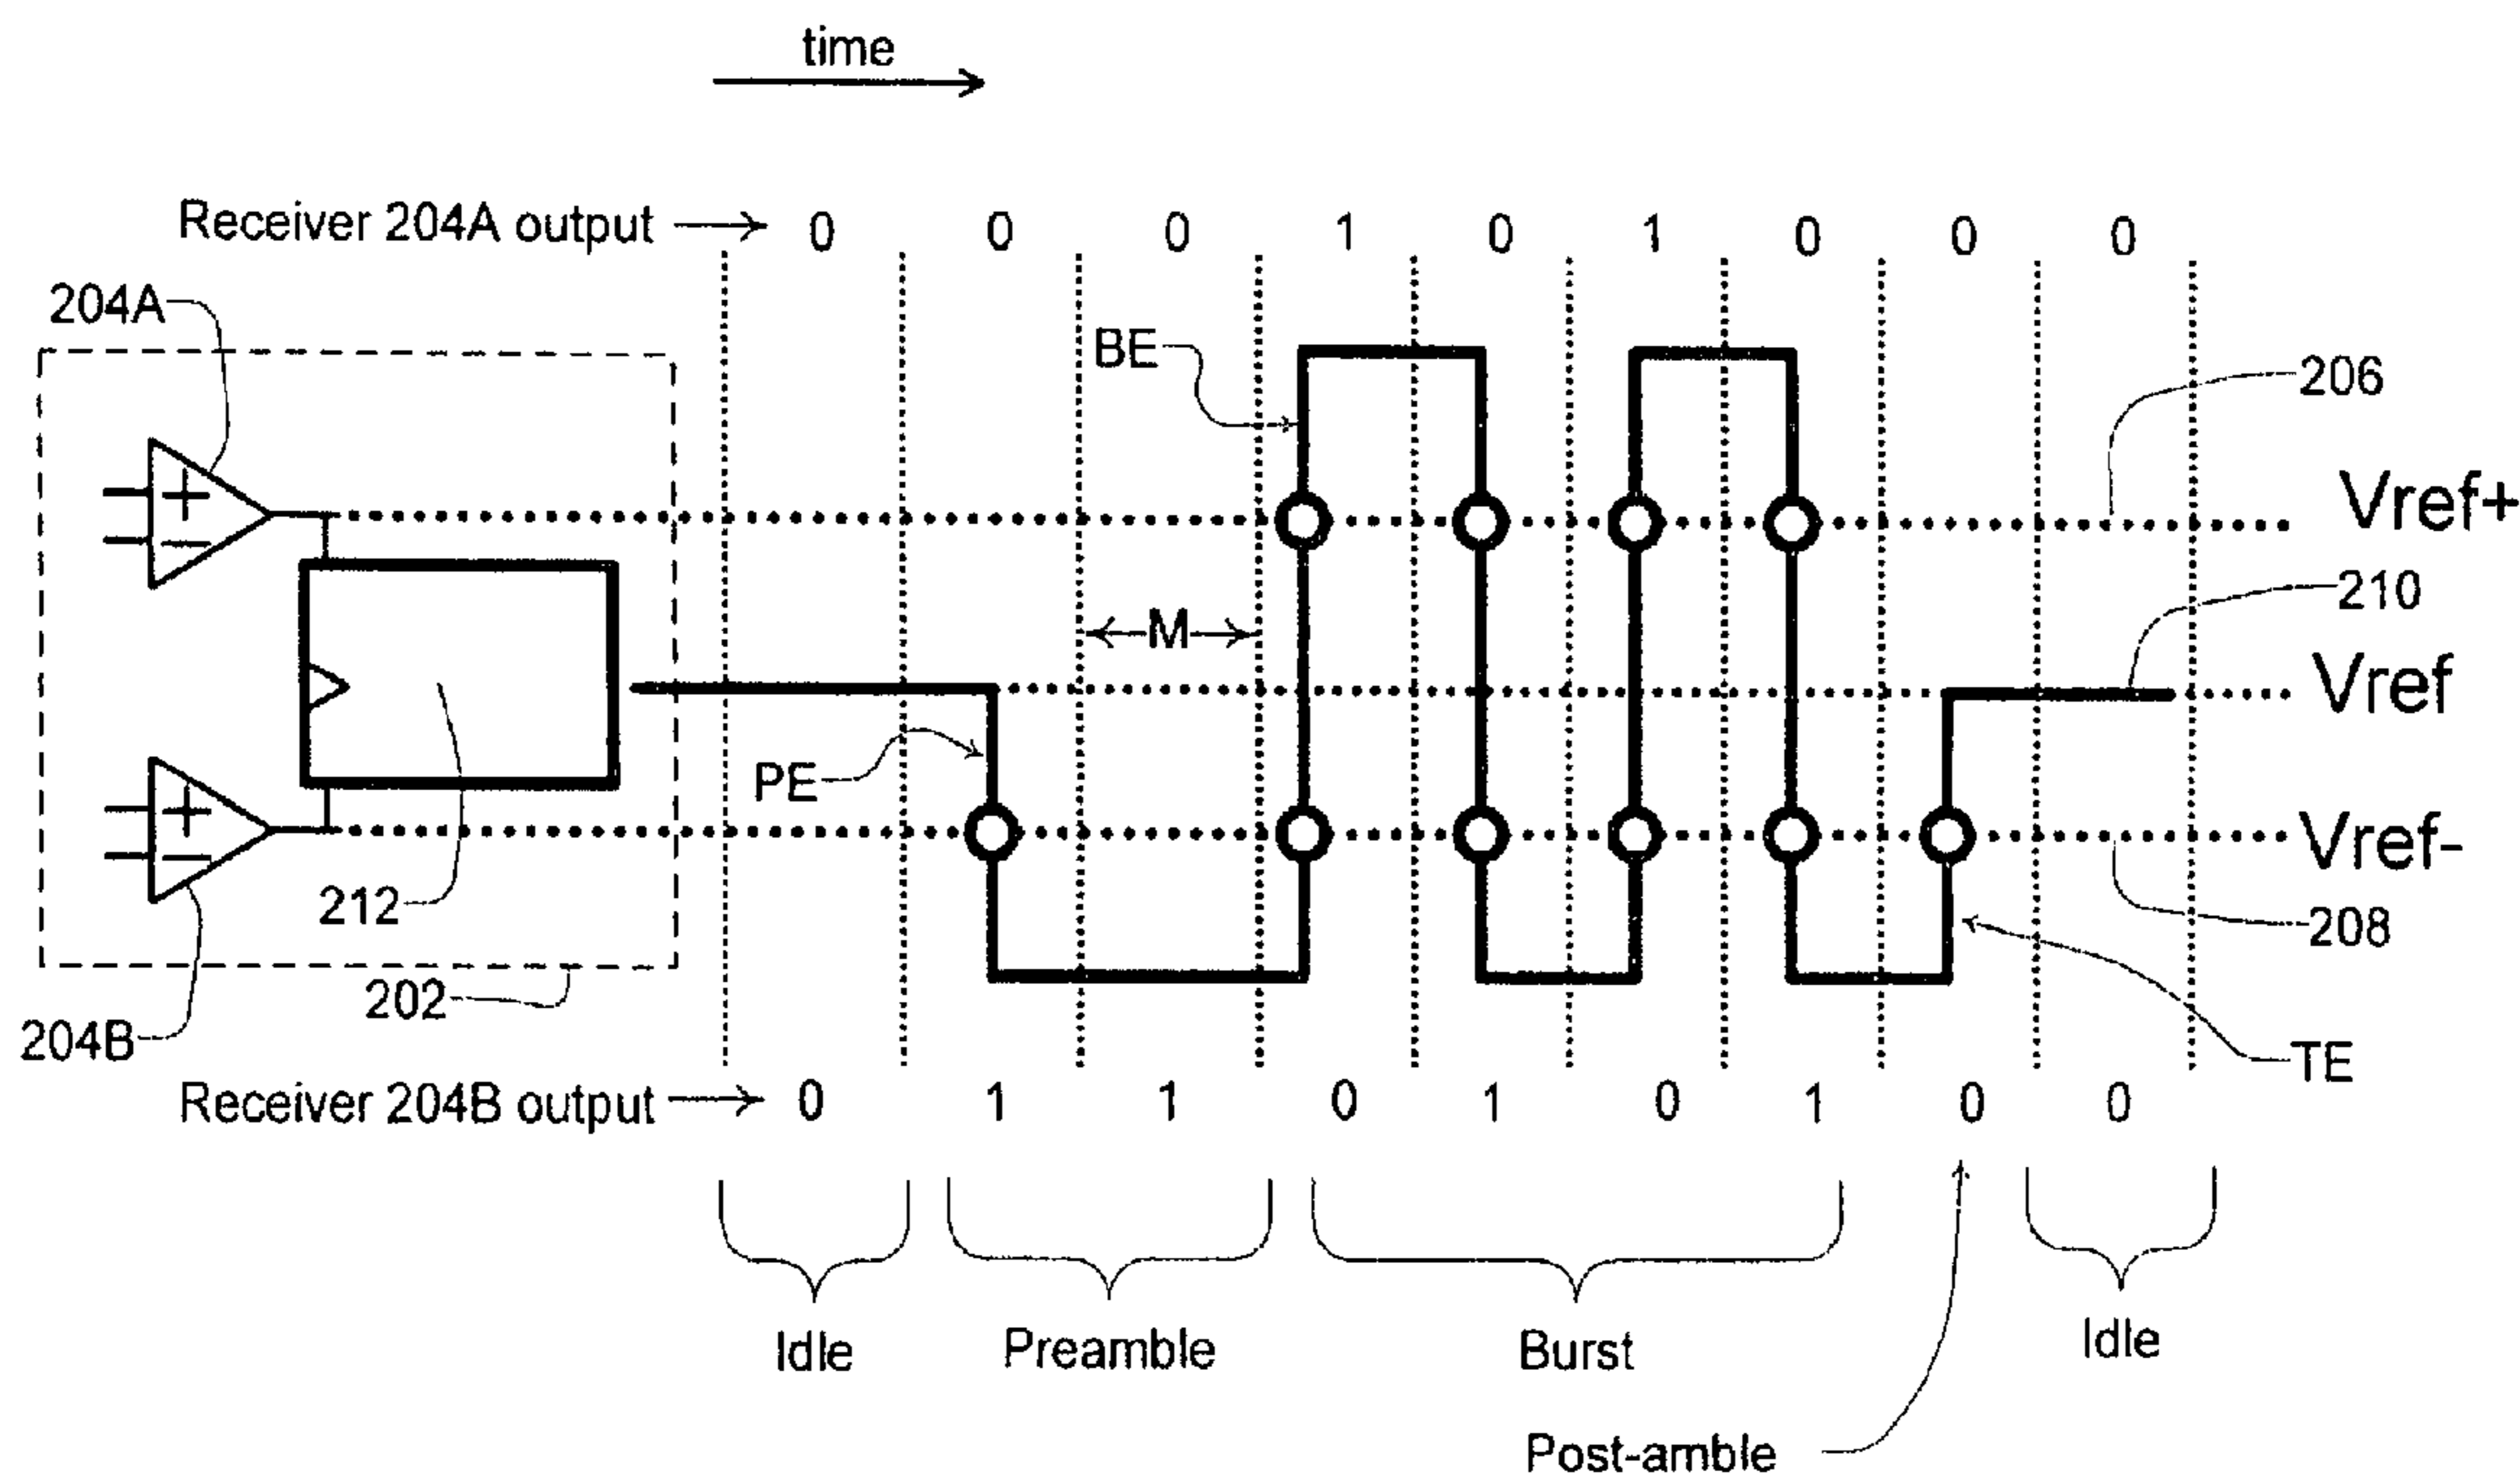 time
Receiver 204A output 0 0 0 1 0 1 0 0 0
204A
BE
206
+
−
Vref+
210
M
Vref
PE
+
−
Vref-
212
208
202
204B
TE
Receiver 204B output 0 1 1 0 1 0 1 0 0
Idle
Preamble
Burst
Idle
Post-amble